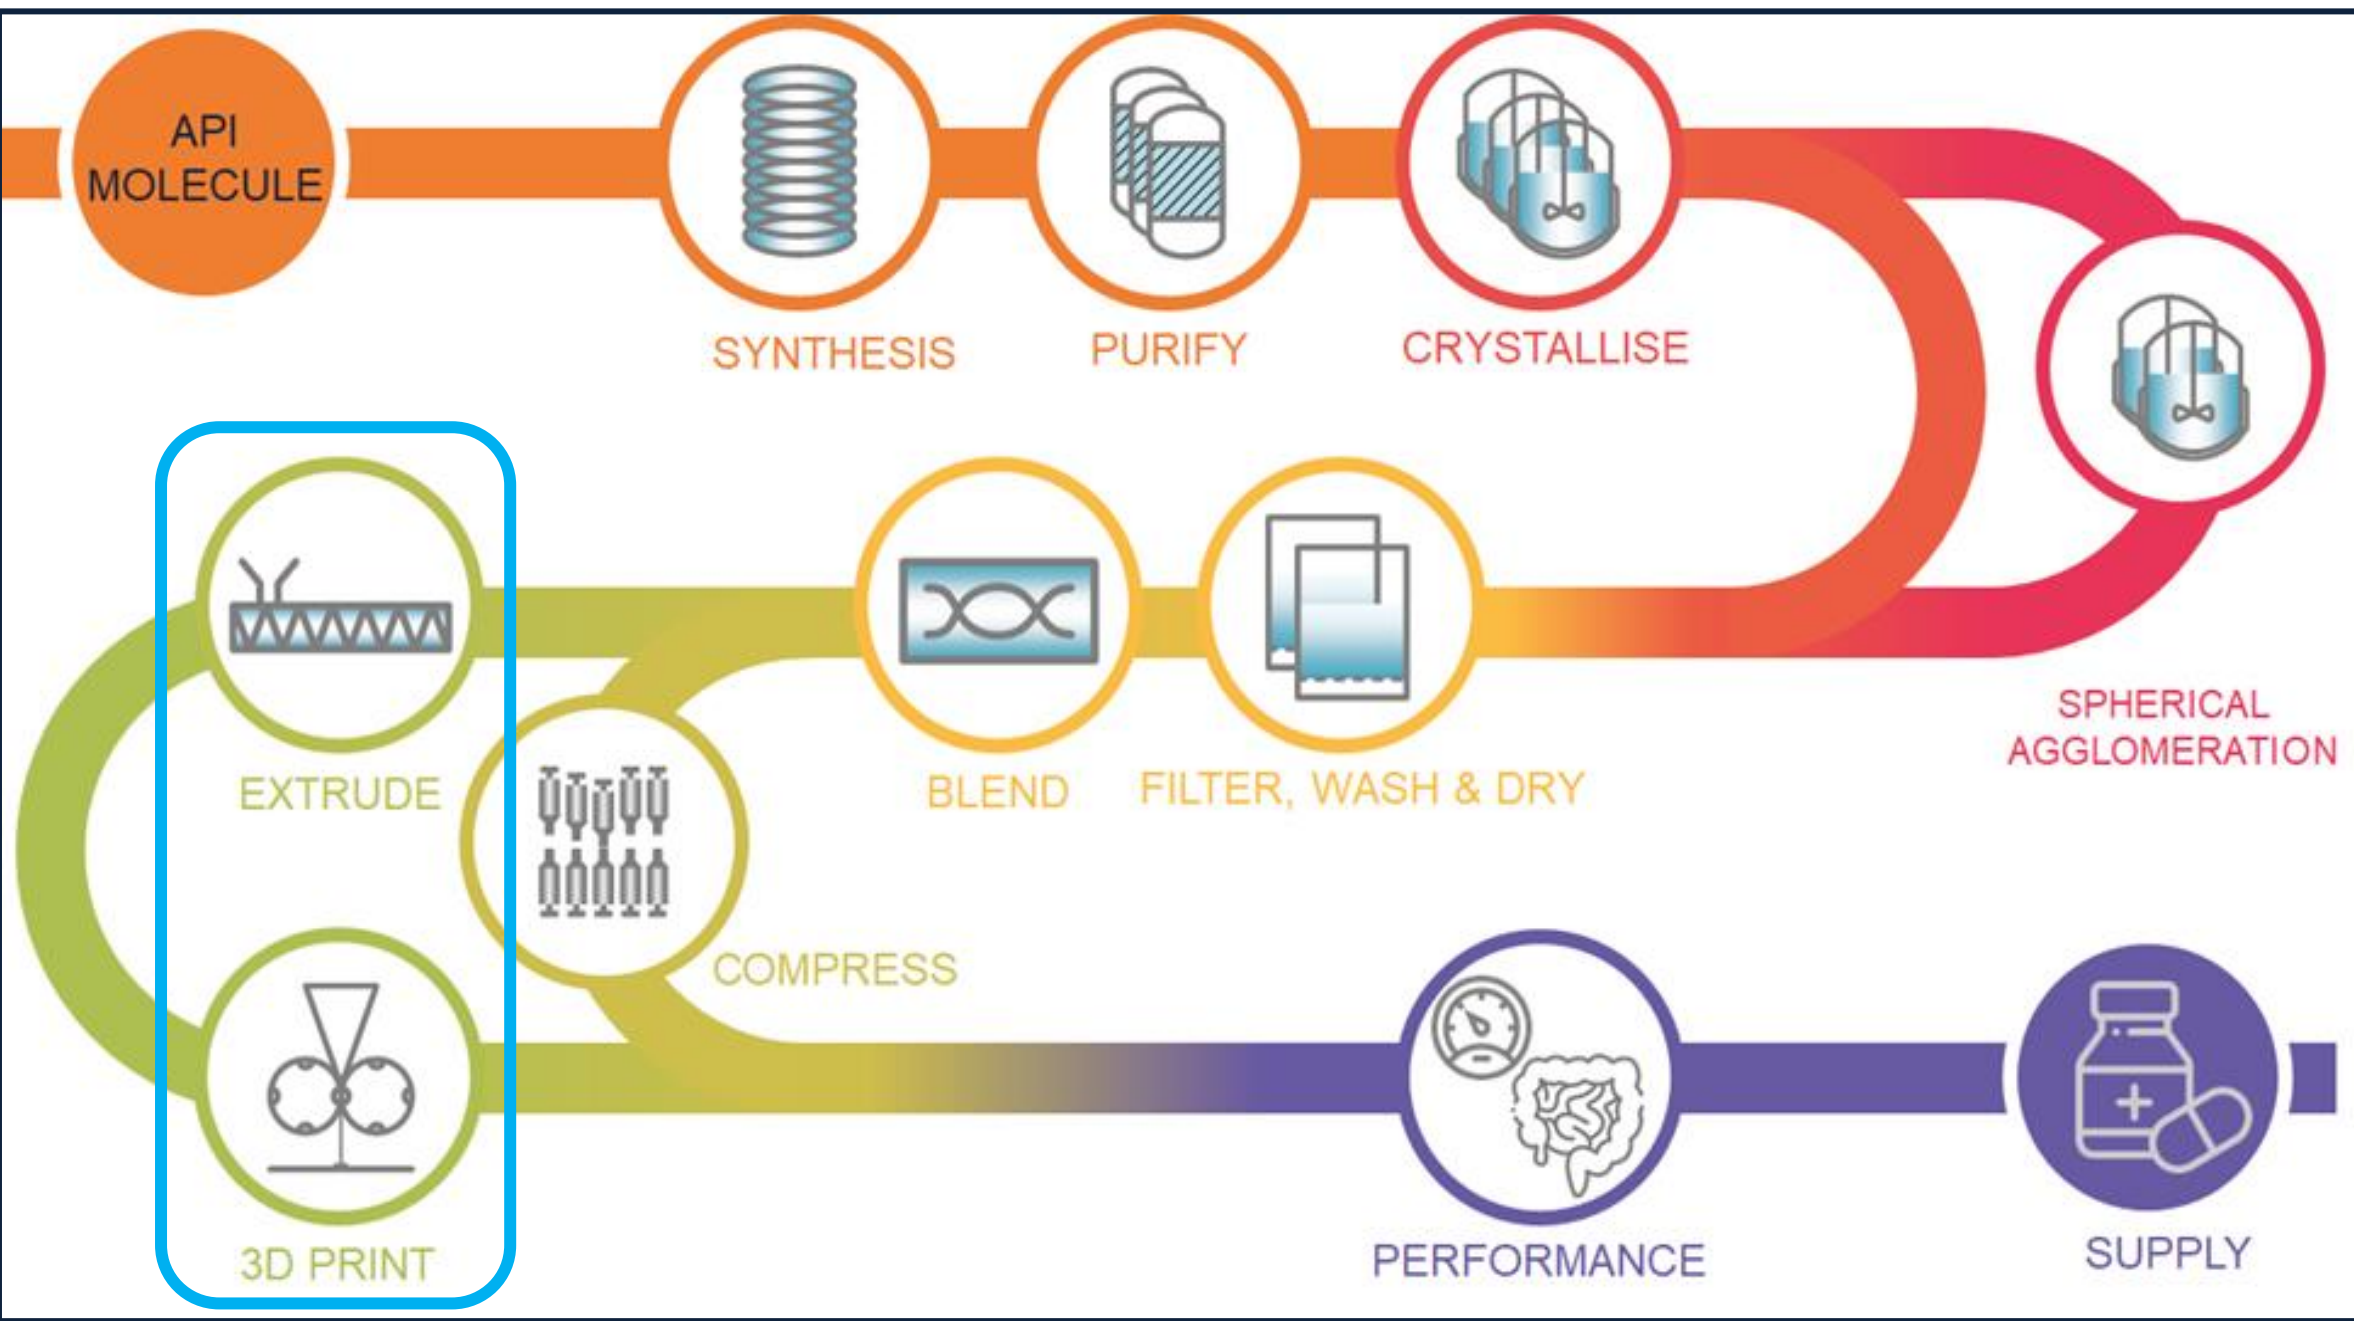 API
MOLECULE
SYNTHESIS
PURIFY
CRYSTALLISE
SPHERICAL
AGGLOMERATION
FILTER, WASH & DRY
BLEND
EXTRUDE
COMPRESS
3D PRINT
PERFORMANCE
SUPPLY